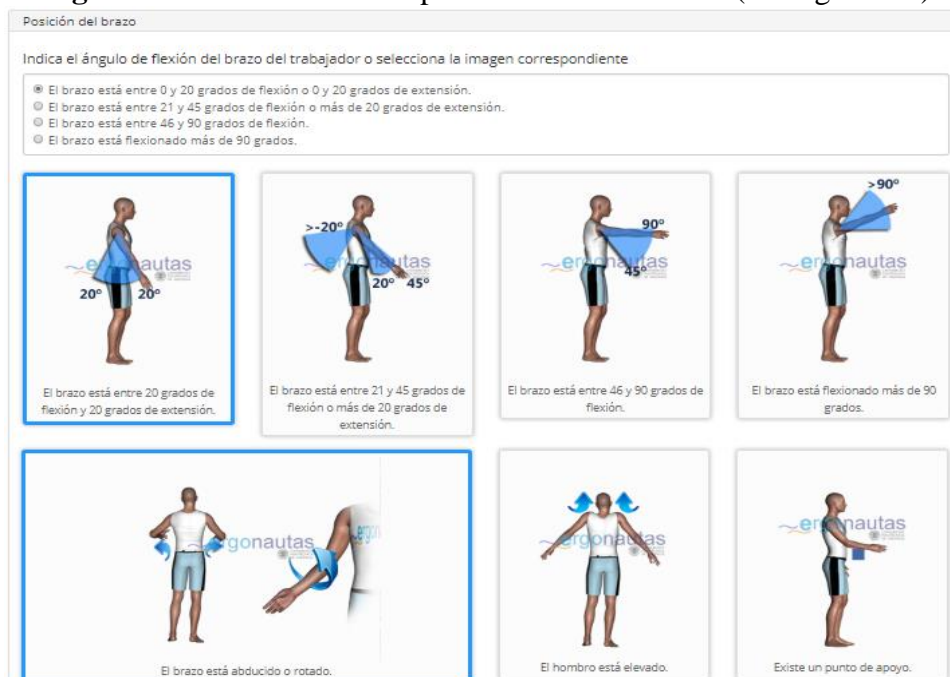 Posición del brazo
Indica el ángulo de flexión del brazo del trabajador o selecciona la imagen correspondiente
El brazo está entre 0 y 20 grados de flexión o 0 y 20 grados de extensión.
El brazo está entre 21 y 45 grados de flexión o más de 20 grados de extensión.
El brazo está entre 46 y 90 grados de flexión.
El brazo está flexionado más de 90 grados.
ergonautas
20º 20º
El brazo está entre 20 grados de
flexión y 20 grados de extensión.
>-20º
ergonautas
20º 45º
El brazo está entre 21 y 45 grados de
flexión o más de 20 grados de
extensión.
90º
ergonautas
45º
El brazo está entre 46 y 90 grados de
flexión.
>90º
ergonautas
El brazo está flexionado más de 90
grados.
ergonautas
El brazo está abducido o rotado.
ergonautas
El hombro está elevado.
ergonautas
Existe un punto de apoyo.